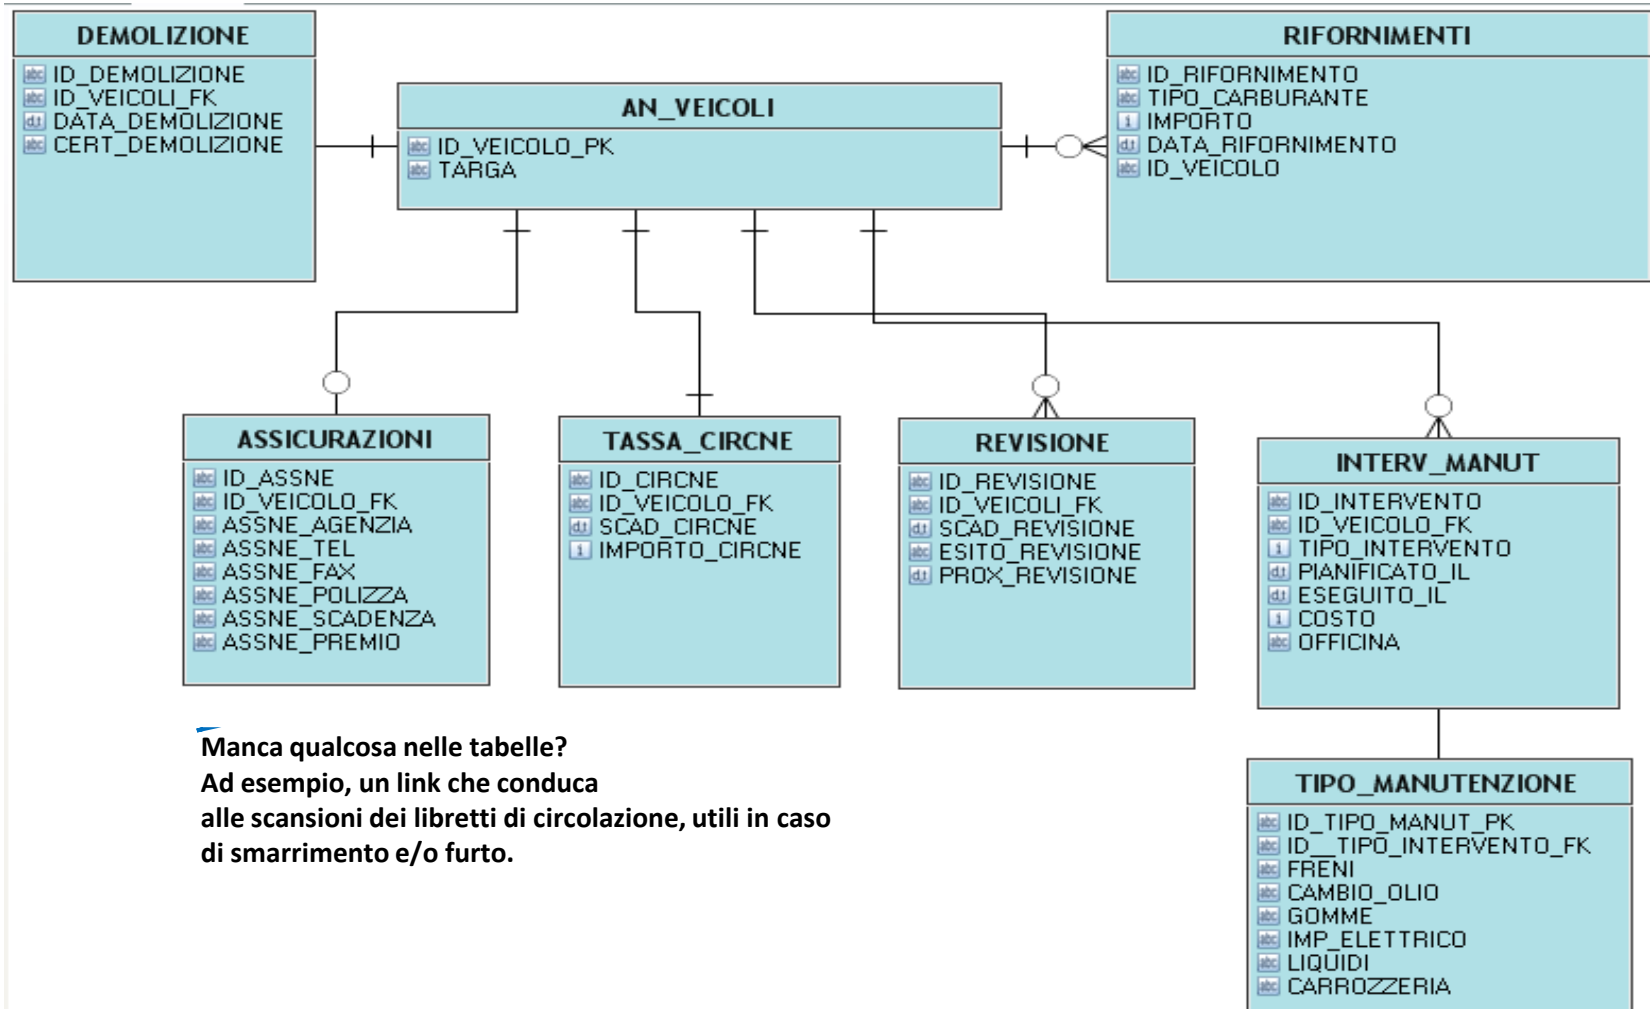 DEMOLIZIONE
ID_DEMOLIZIONE
ID_VEICOLI_FK
DATA_DEMOLIZIONE
CERT_DEMOLIZIONE
AN_VEICOLI
ID_VEICOLO_PK
TARGA
RIFORNIMENTI
ID_RIFORNIMENTO
TIPO_CARBURANTE
IMPORTO
DATA_RIFORNIMENTO
ID_VEICOLO
ASSICURAZIONI
ID_ASSNE
ID_VEICOLO_FK
ASSNE_AGENZIA
ASSNE_TEL
ASSNE_FAX
ASSNE_POLIZZA
ASSNE_SCADENZA
ASSNE_PREMIO
TASSA_CIRCNE
ID_CIRCNE
ID_VEICOLO_FK
SCAD_CIRCNE
IMPORTO_CIRCNE
REVISIONE
ID_REVISIONE
ID_VEICOLI_FK
SCAD_REVISIONE
ESITO_REVISIONE
PROX_REVISIONE
INTERV_MANUT
ID_INTERVENTO
ID_VEICOLO_FK
TIPO_INTERVENTO
PIANIFICATO_IL
ESEGUITO_IL
COSTO
OFFICINA
Manca qualcosa nelle tabelle?
Ad esempio, un link che conduca
alle scansioni dei libretti di circolazione, utili in caso
di smarrimento e/o furto.
TIPO_MANUTENZIONE
ID_TIPO_MANUT_PK
ID__TIPO_INTERVENTO_FK
FRENI
CAMBIO_OLIO
GOMME
IMP_ELETTRICO
LIQUIDI
CARROZZERIA